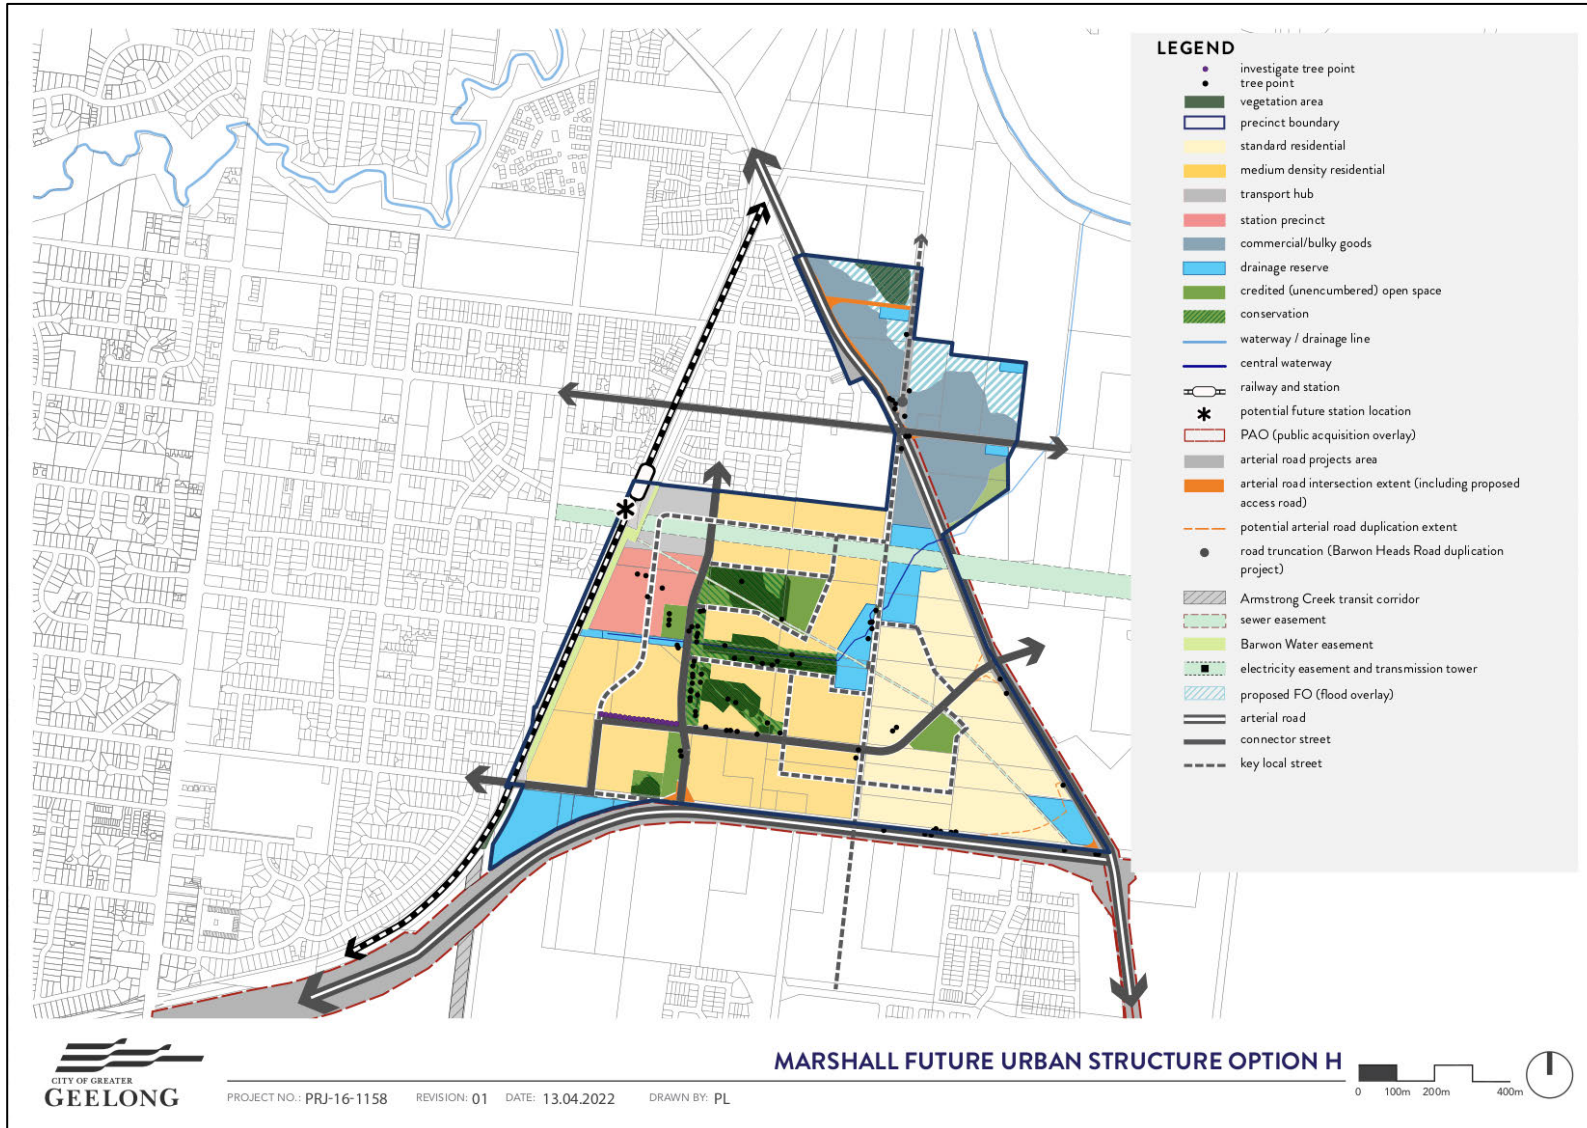 LEGEND
investigate tree point
tree point
vegetation area
precinct boundary
standard residential
medium density residential
transport hub
station precinct
commercial/bulky goods
drainage reserve
credited (unencumbered) open space
conservation
waterway / drainage line
central waterway
railway and station
potential future station location
PAO (public acquisition overlay)
arterial road projects area
arterial road intersection extent (including proposed
access road)
potential arterial road duplication extent
road truncation (Barwon Heads Road duplication
project)
Armstrong Creek transit corridor
sewer easement
Barwon Water easement
electricity easement and transmission tower
proposed FO (flood overlay)
arterial road
connector street
key local street
MARSHALL FUTURE URBAN STRUCTURE OPTION H
0 100m 200m 400m
CITY OF GREATER
GEELONG
PROJECT NO.: PRJ-16-1158 REVISION: 01 DATE: 13.04.2022 DRAWN BY: PL